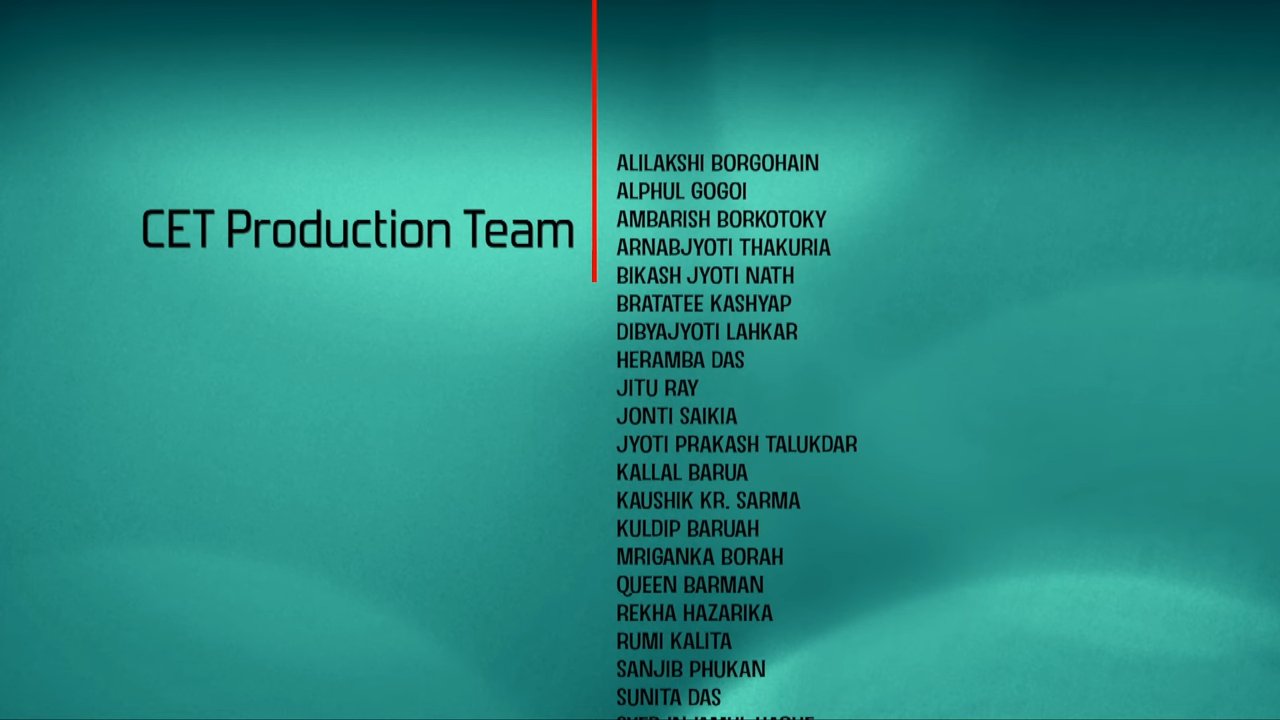 CET Production Team
ALILAKSHI BORGOHAIN
ALPHUL GOGOI
AMBARISH BORKOTOKY
ARNABJYOTI THAKURIA
BIKASH JYOTI NATH
BRATATEE KASHYAP
DIBYAJYOTI LAHKAR
HERAMBA DAS
JITU RAY
JONTI SAIKIA
JYOTI PRAKASH TALUKDAR
KALLAL BARUA
KAUSHIK KR. SARMA
KULDIP BARUAH
MRIGANKA BORAH
QUEEN BARMAN
REKHA HAZARIKA
RUMI KALITA
SANJIB PHUKAN
SUNITA DAS